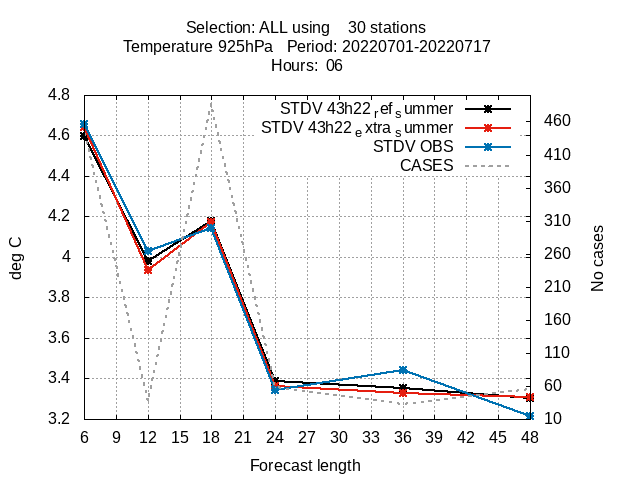 Selection: ALL using    30 stations
Temperature 925hPa   Period: 20220701-20220717
Hours:  06
4.8
4.6
4.4
4.2
4
3.8
3.6
3.4
3.2
deg C
STDV 43h22refsummer
STDV 43h22extrasummer
STDV OBS
CASES
460
410
360
310
260
210
160
110
60
10
No cases
6 9 12 15 18 21 24 27 30 33 36 39 42 45 48
Forecast length